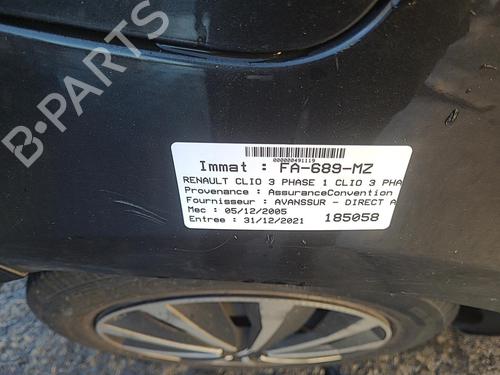 B-PARTS
000000491119
Immat : FA-689-MZ
RENAULT CLIO 3 PHASE 1 CLIO 3 PHA
Provenance : AssuranceConvention
Fournisseur : AVANSSUR - DIRECT A
Mec : 05/12/2005
Entree : 31/12/2021 185058